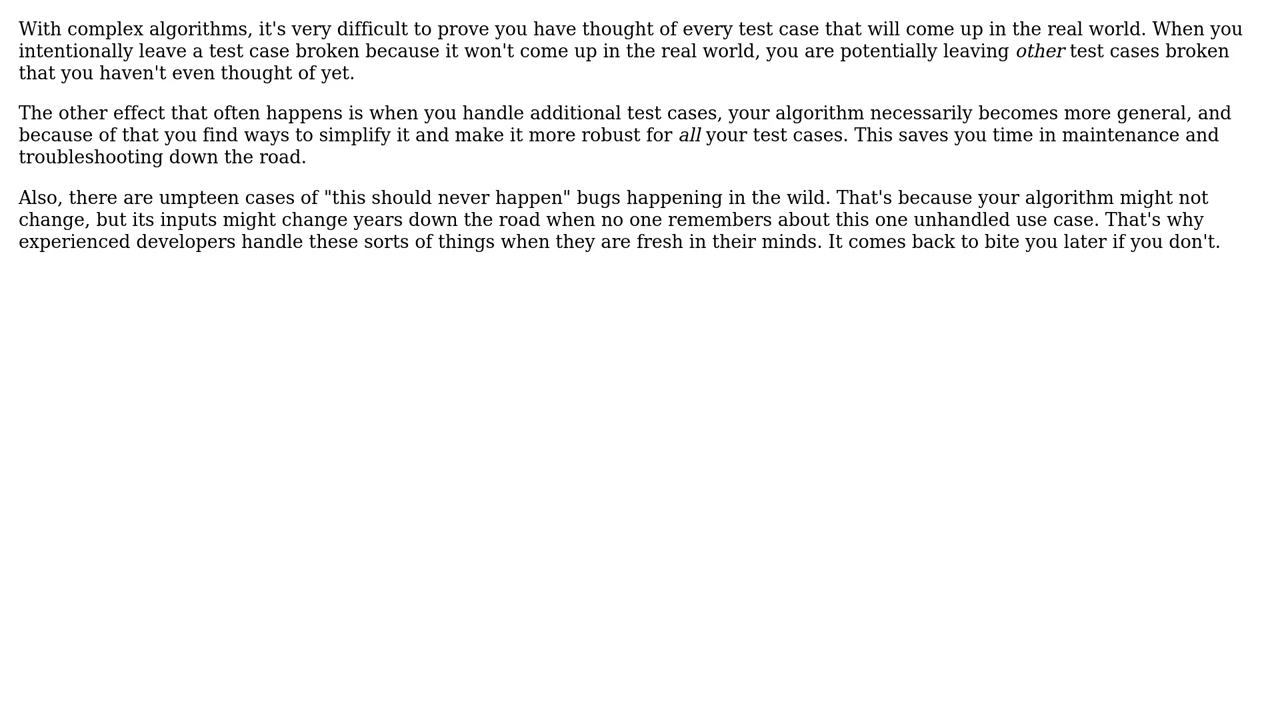 With complex algorithms, it's very difficult to prove you have thought of every test case that will come up in the real world. When you
intentionally leave a test case broken because it won't come up in the real world, you are potentially leaving other test cases broken
that you haven't even thought of yet.
The other effect that often happens is when you handle additional test cases, your algorithm necessarily becomes more general, and
because of that you find ways to simplify it and make it more robust for all your test cases. This saves you time in maintenance and
troubleshooting down the road.
Also, there are umpteen cases of "this should never happen" bugs happening in the wild. That's because your algorithm might not
change, but its inputs might change years down the road when no one remembers about this one unhandled use case. That's why
experienced developers handle these sorts of things when they are fresh in their minds. It comes back to bite you later if you don't.